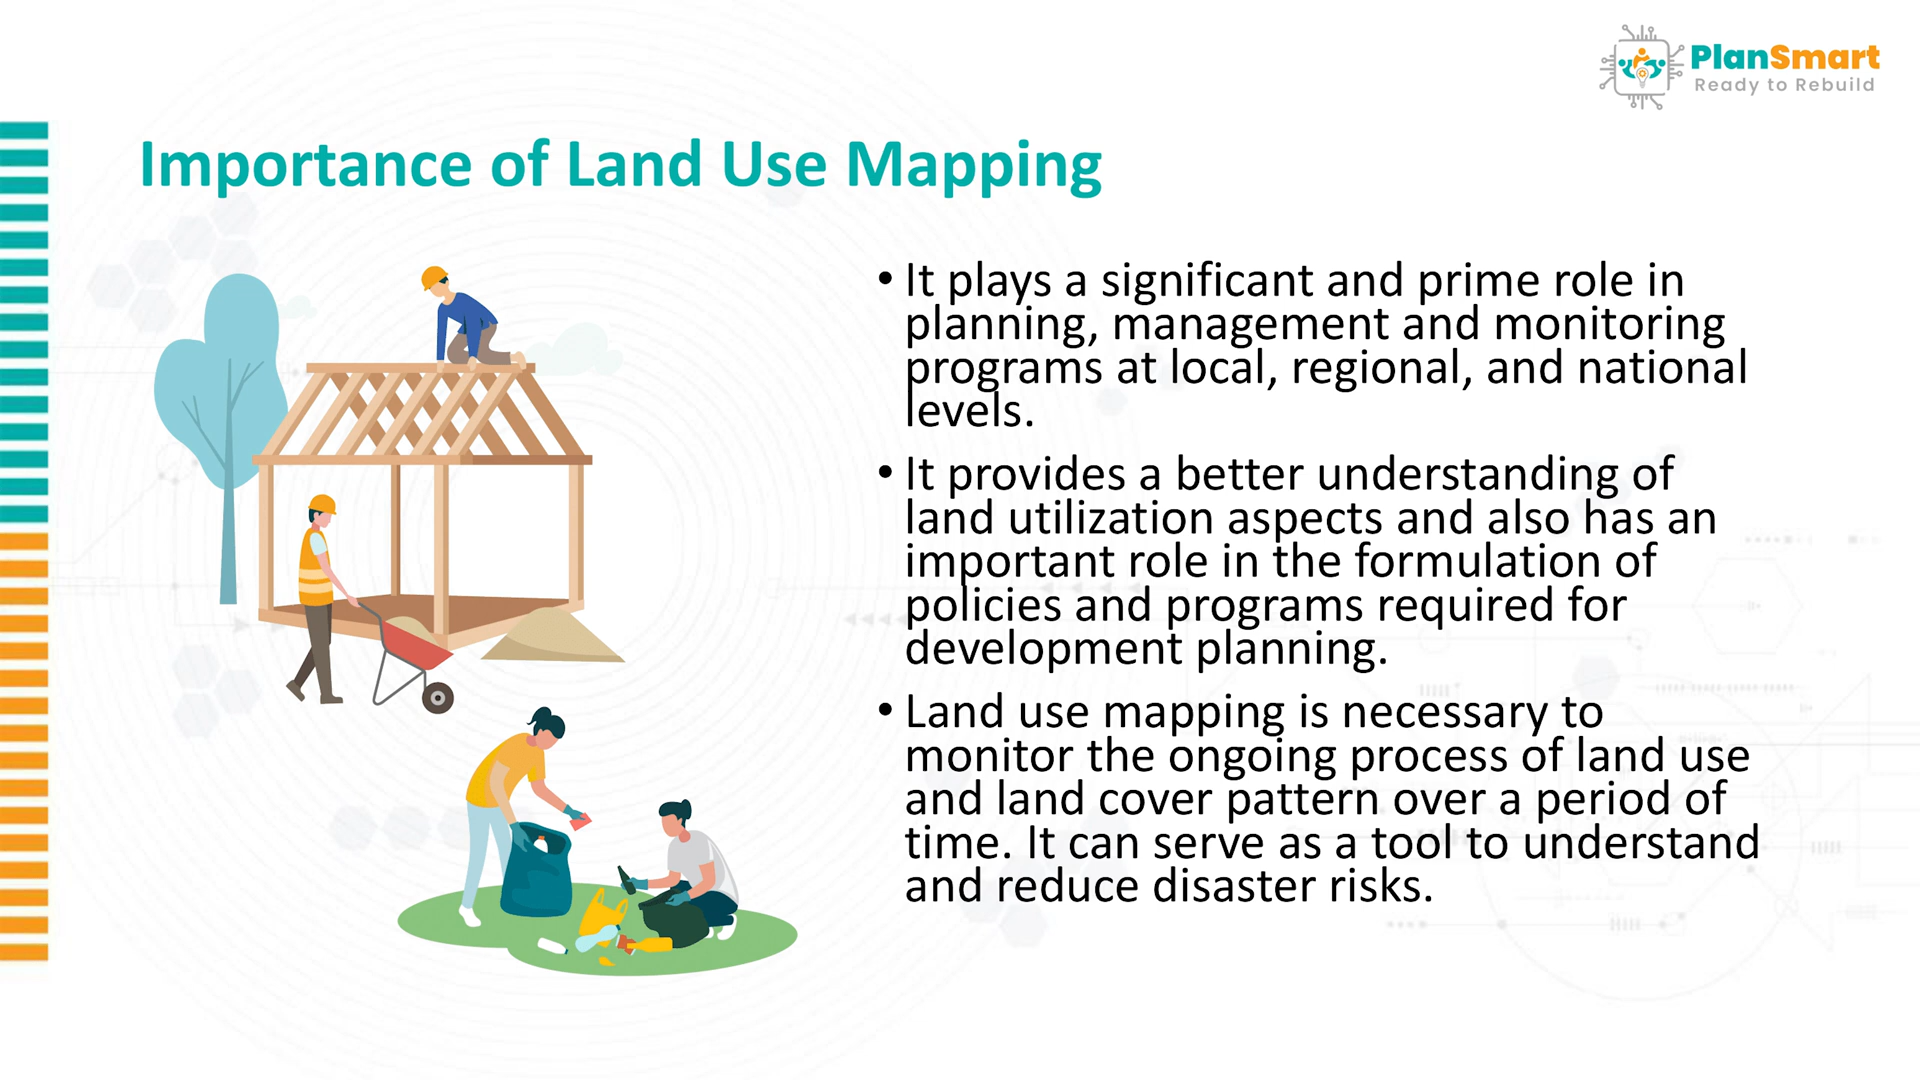 PlanSmart
Ready to Rebuild
Importance of Land Use Mapping
• It plays a significant and prime role in
planning, management and monitoring
programs at local, regional, and national
levels.
• It provides a better understanding of
land utilization aspects and also has an
important role in the formulation of
policies and programs required for
development planning.
• Land use mapping is necessary to
monitor the ongoing process of land use
and land cover pattern over a period of
time. It can serve as a tool to understand
and reduce disaster risks.